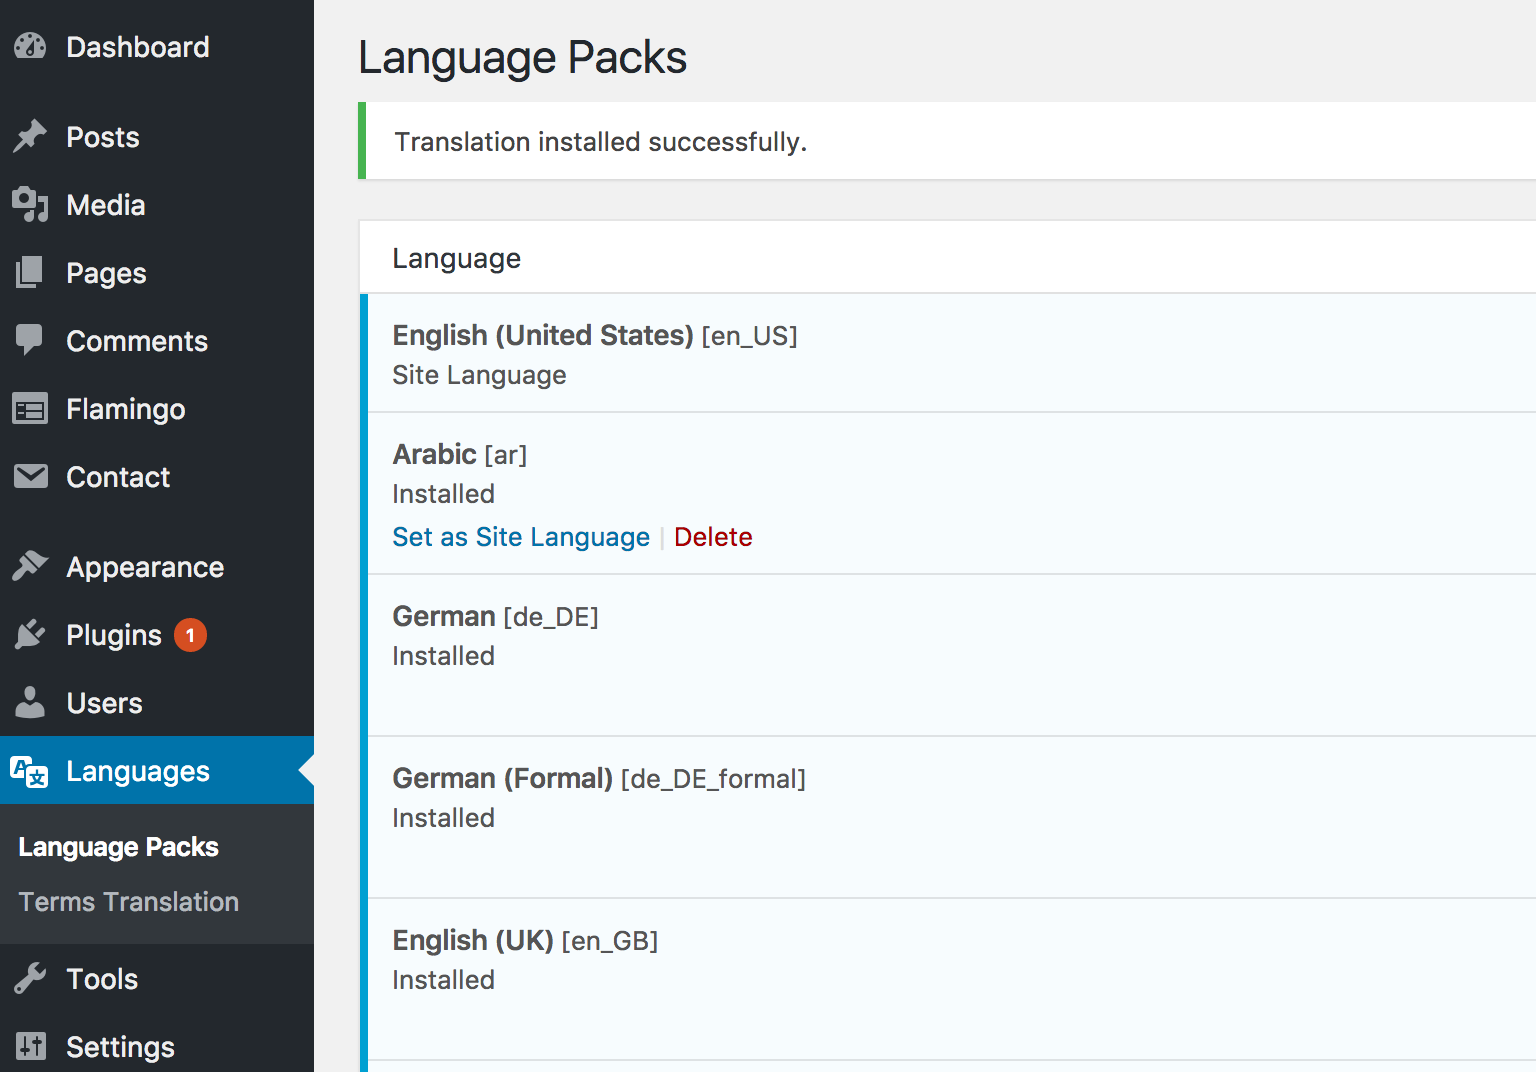 Dashboard
Posts
Media
Pages
Comments
Flamingo
Contact
Appearance
Plugins 1
Users
Languages
Language Packs
Terms Translation
Tools
Settings
Language Packs
Translation installed successfully.
Language
English (United States) [en_US]
Site Language
Arabic [ar]
Installed
Set as Site Language | Delete
German [de_DE]
Installed
German (Formal) [de_DE_formal]
Installed
English (UK) [en_GB]
Installed